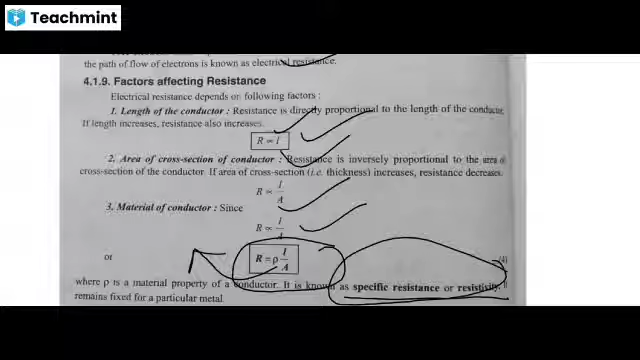 Teachmint
the path of flow of electrons is known as electrical resistance.
4.1.9. Factors affecting Resistance
Electrical resistance depends on following factors :
1. Length of the conductor : Resistance is directly proportional to the length of the conductor.
If length increases, resistance also increases.
R ∝ l
2. Area of cross-section of conductor : Resistance is inversely proportional to the area of
cross-section of the conductor. If area of cross-section (i.e. thickness) increases, resistance decreases.
R ∝ 1/A
3. Material of conductor : Since
R ∝ l/A
or R = ρ l/A
where ρ is a material property of a conductor. It is known as specific resistance or resistivity. It
remains fixed for a particular metal.